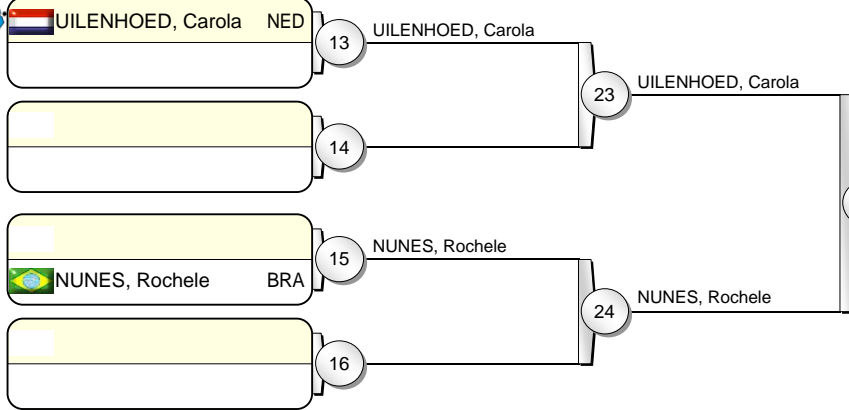 UILENHOED, Carola NED
13
UILENHOED, Carola
23
UILENHOED, Carola
14
NUNES, Rochele BRA
15
NUNES, Rochele
24
NUNES, Rochele
16